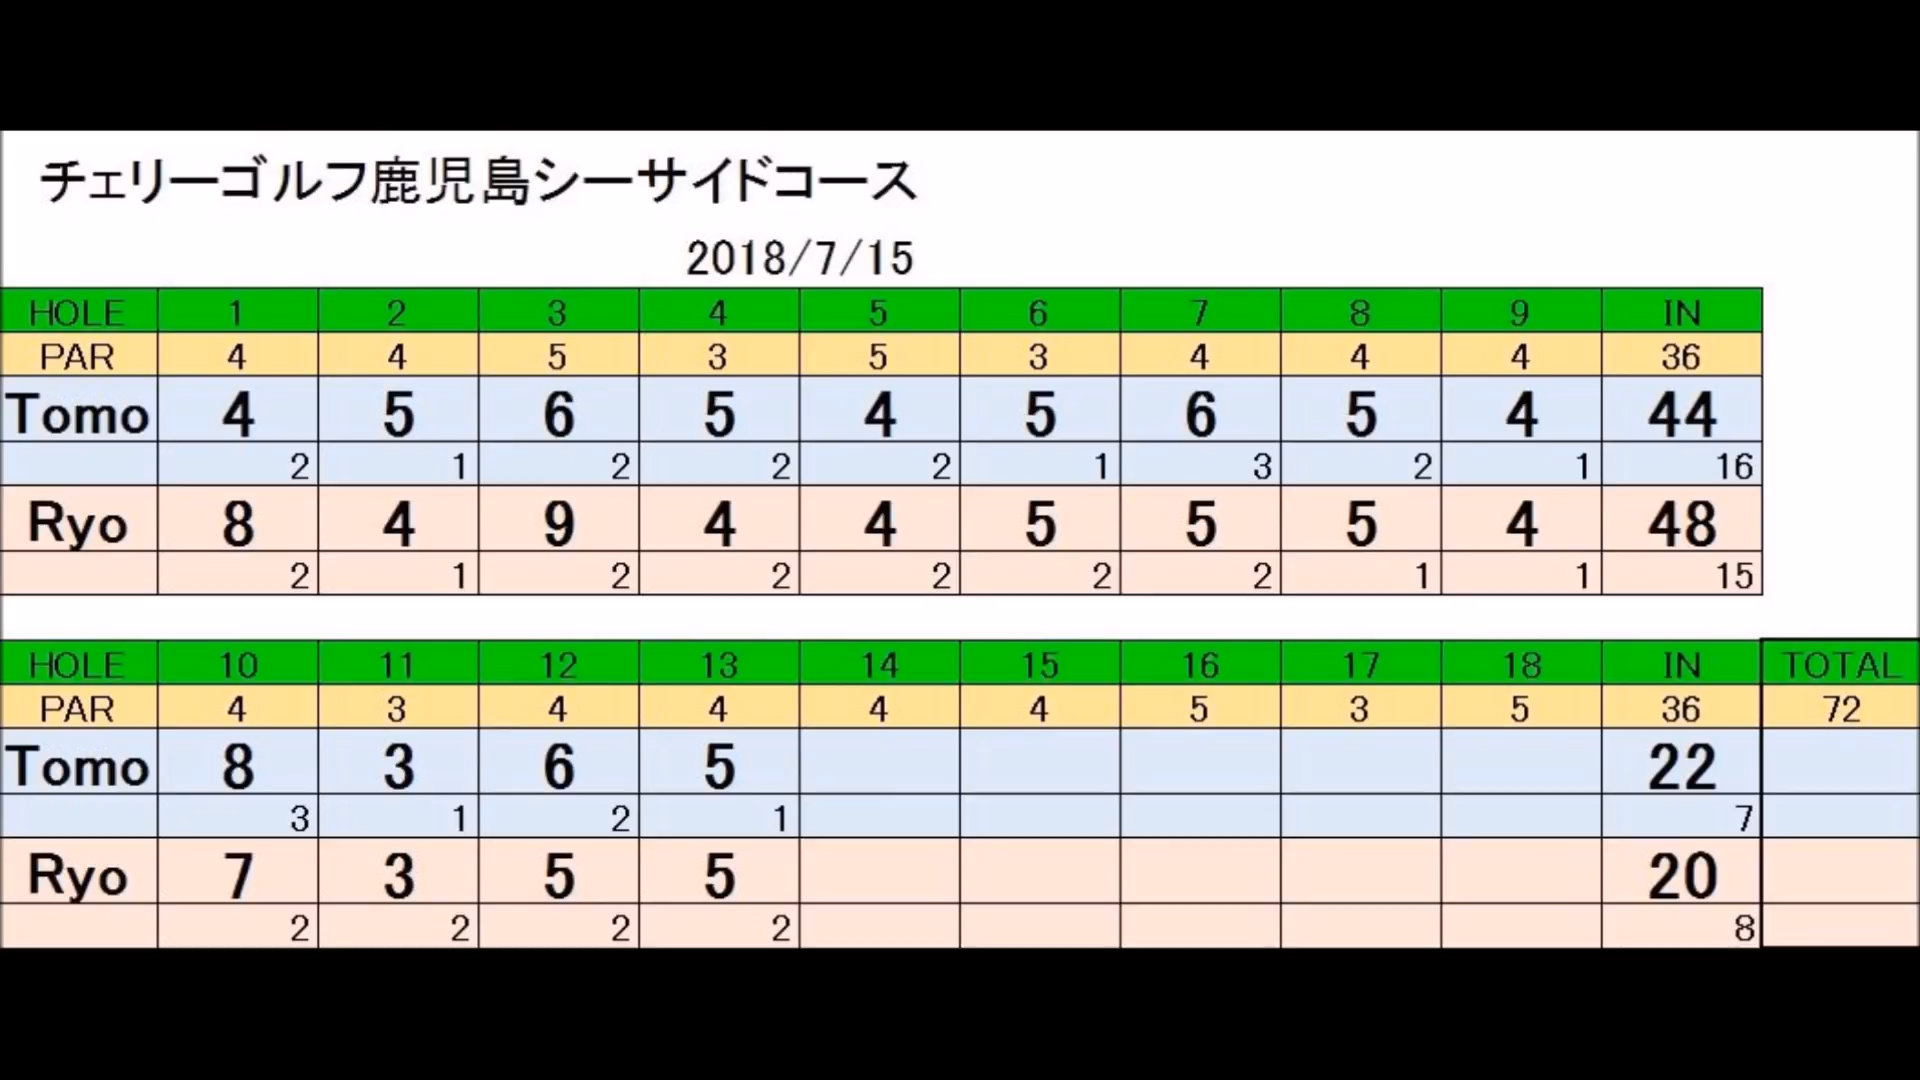 チェリーゴルフ鹿児島シーサイドコース
2018/7/15
HOLE 1 2 3 4 5 6 7 8 9 IN
PAR 4 4 5 3 5 3 4 4 4 36
Tomo 4 5 6 5 4 5 6 5 4 44
2 1 2 2 2 1 3 2 1 16
Ryo 8 4 9 4 4 5 5 5 4 48
2 1 2 2 2 2 2 1 1 15
HOLE 10 11 12 13 14 15 16 17 18 IN TOTAL
PAR 4 3 4 4 4 4 5 3 5 36 72
Tomo 8 3 6 5 22
3 1 2 1 7
Ryo 7 3 5 5 20
2 2 2 2 8